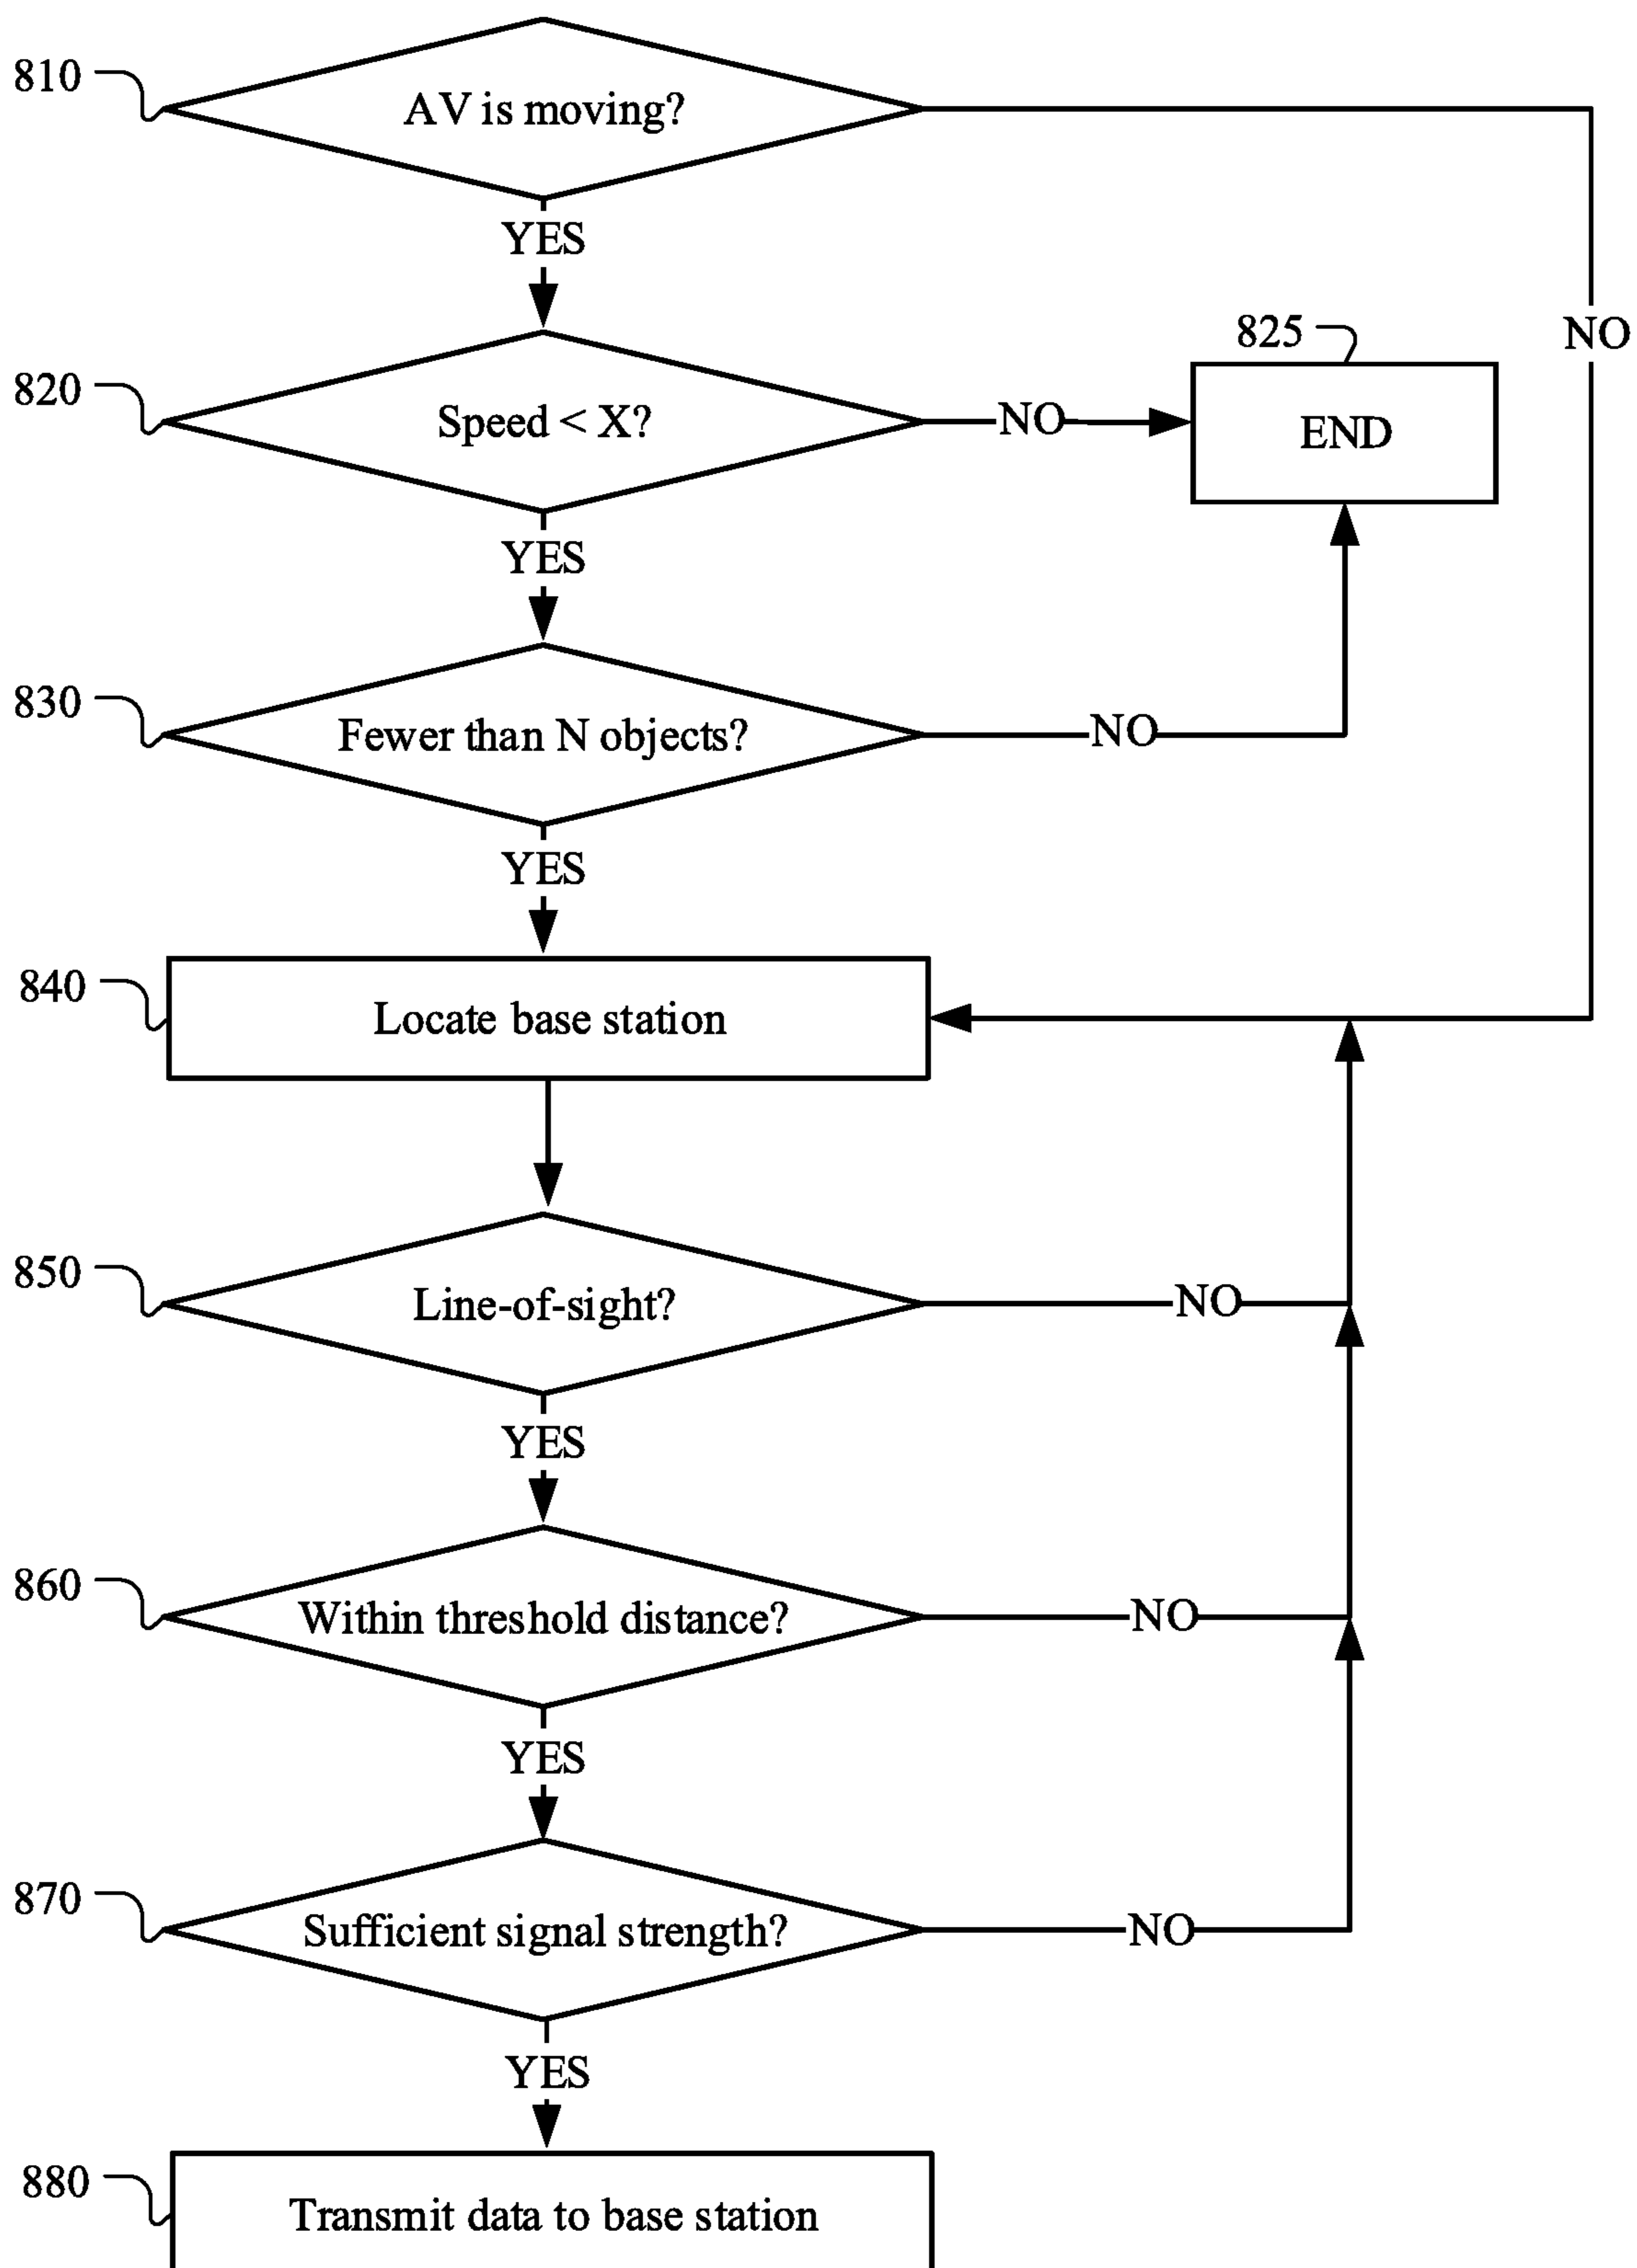 810
AV is moving?
YES
NO
825
820
Speed < X?
NO
END
YES
830
Fewer than N objects?
NO
YES
840
Locate base station
850
Line-of-sight?
NO
YES
860
Within threshold distance?
NO
YES
870
Sufficient signal strength?
NO
YES
880
Transmit data to base station